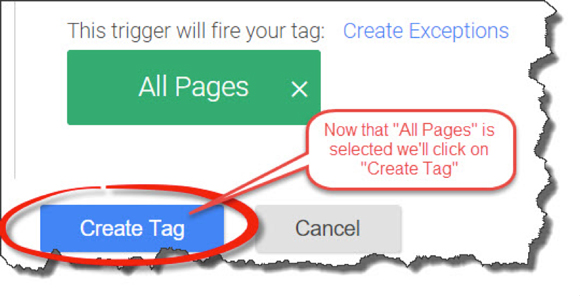 This trigger will fire your tag: Create Exceptions
All Pages ×
Now that "All Pages" is
selected we'll click on
"Create Tag"
Create Tag
Cancel